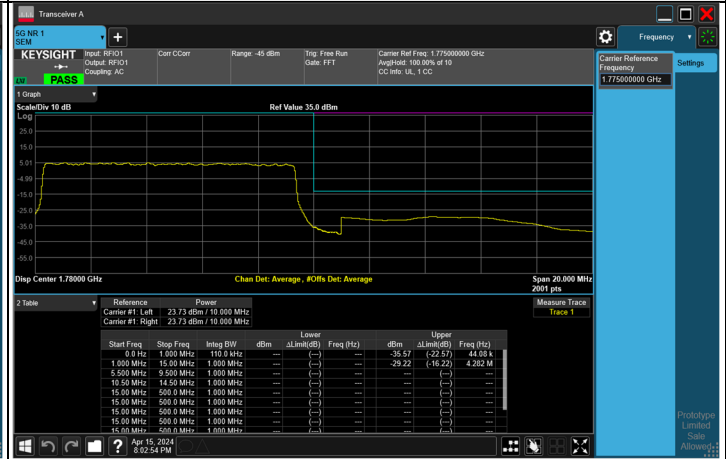 Transceiver A
5G NR 1
SEM
+
Frequency
KEYSIGHT
LXI
PASS
Input: RFIO1
Output: RFIO1
Coupling: AC
Corr CCorr
Range: -45 dBm
Trig: Free Run
Gate: FFT
Carrier Ref Freq: 1.775000000 GHz
Avg|Hold: 100.00% of 10
CC Info: UL, 1 CC
Carrier Reference
Frequency
1.775000000 GHz
Settings
1 Graph
Scale/Div 10 dB
Ref Value 35.0 dBm
Log
25.0
15.0
5.01
-4.99
-15.0
-25.0
-35.0
-45.0
-55.0
Disp Center 1.78000 GHz
Chan Det: Average , #Offs Det: Average
Span 20.000 MHz
2001 pts
2 Table
Reference Power
Carrier #1: Left 23.73 dBm / 10.000 MHz
Carrier #1: Right 23.73 dBm / 10.000 MHz
Measure Trace
Trace 1
Lower Upper
Start Freq Stop Freq Integ BW dBm ΔLimit(dB) Freq (Hz) dBm ΔLimit(dB) Freq (Hz)
0.0 Hz 1.000 MHz 110.0 kHz --- (---) --- -35.57 (-22.57) 44.08 k
1.000 MHz 15.00 MHz 1.000 MHz --- (---) --- -29.22 (-16.22) 4.282 M
5.500 MHz 9.500 MHz 1.000 MHz --- (---) --- --- (---) ---
10.50 MHz 14.50 MHz 1.000 MHz --- (---) --- --- (---) ---
15.00 MHz 500.0 MHz 1.000 MHz --- (---) --- --- (---) ---
15.00 MHz 500.0 MHz 1.000 MHz --- (---) --- --- (---) ---
15.00 MHz 500.0 MHz 1.000 MHz --- (---) --- --- (---) ---
15.00 MHz 500.0 MHz 1.000 MHz --- (---) --- --- (---) ---
15.00 MHz 500.0 MHz 1.000 MHz --- (---) --- --- (---) ---
?
Apr 15, 2024
8:02:54 PM
Prototype
Limited
Sale
Allowed